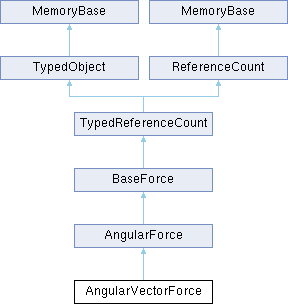 MemoryBase MemoryBase
TypedObject ReferenceCount
TypedReferenceCount
BaseForce
AngularForce
AngularVectorForce